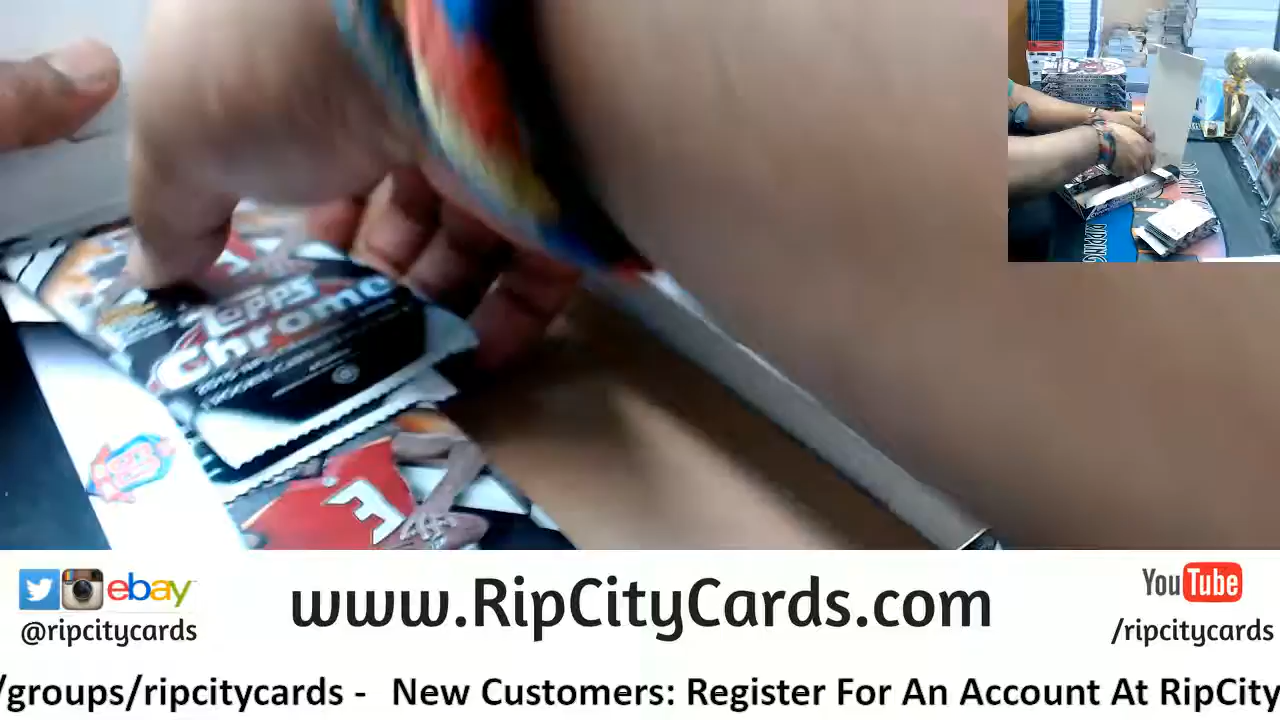 Topps
Chrome
3
ebay
@ripcitycards
www.RipCityCards.com
YouTube
/ripcitycards
/groups/ripcitycards - New Customers: Register For An Account At RipCity